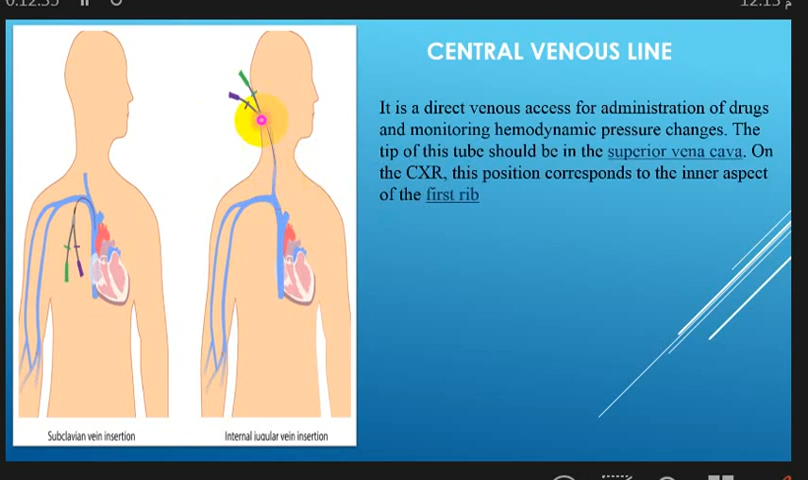 CENTRAL VENOUS LINE
It is a direct venous access for administration of drugs
and monitoring hemodynamic pressure changes. The
tip of this tube should be in the superior vena cava. On
the CXR, this position corresponds to the inner aspect
of the first rib
Subclavian vein insertion
Internal jugular vein insertion